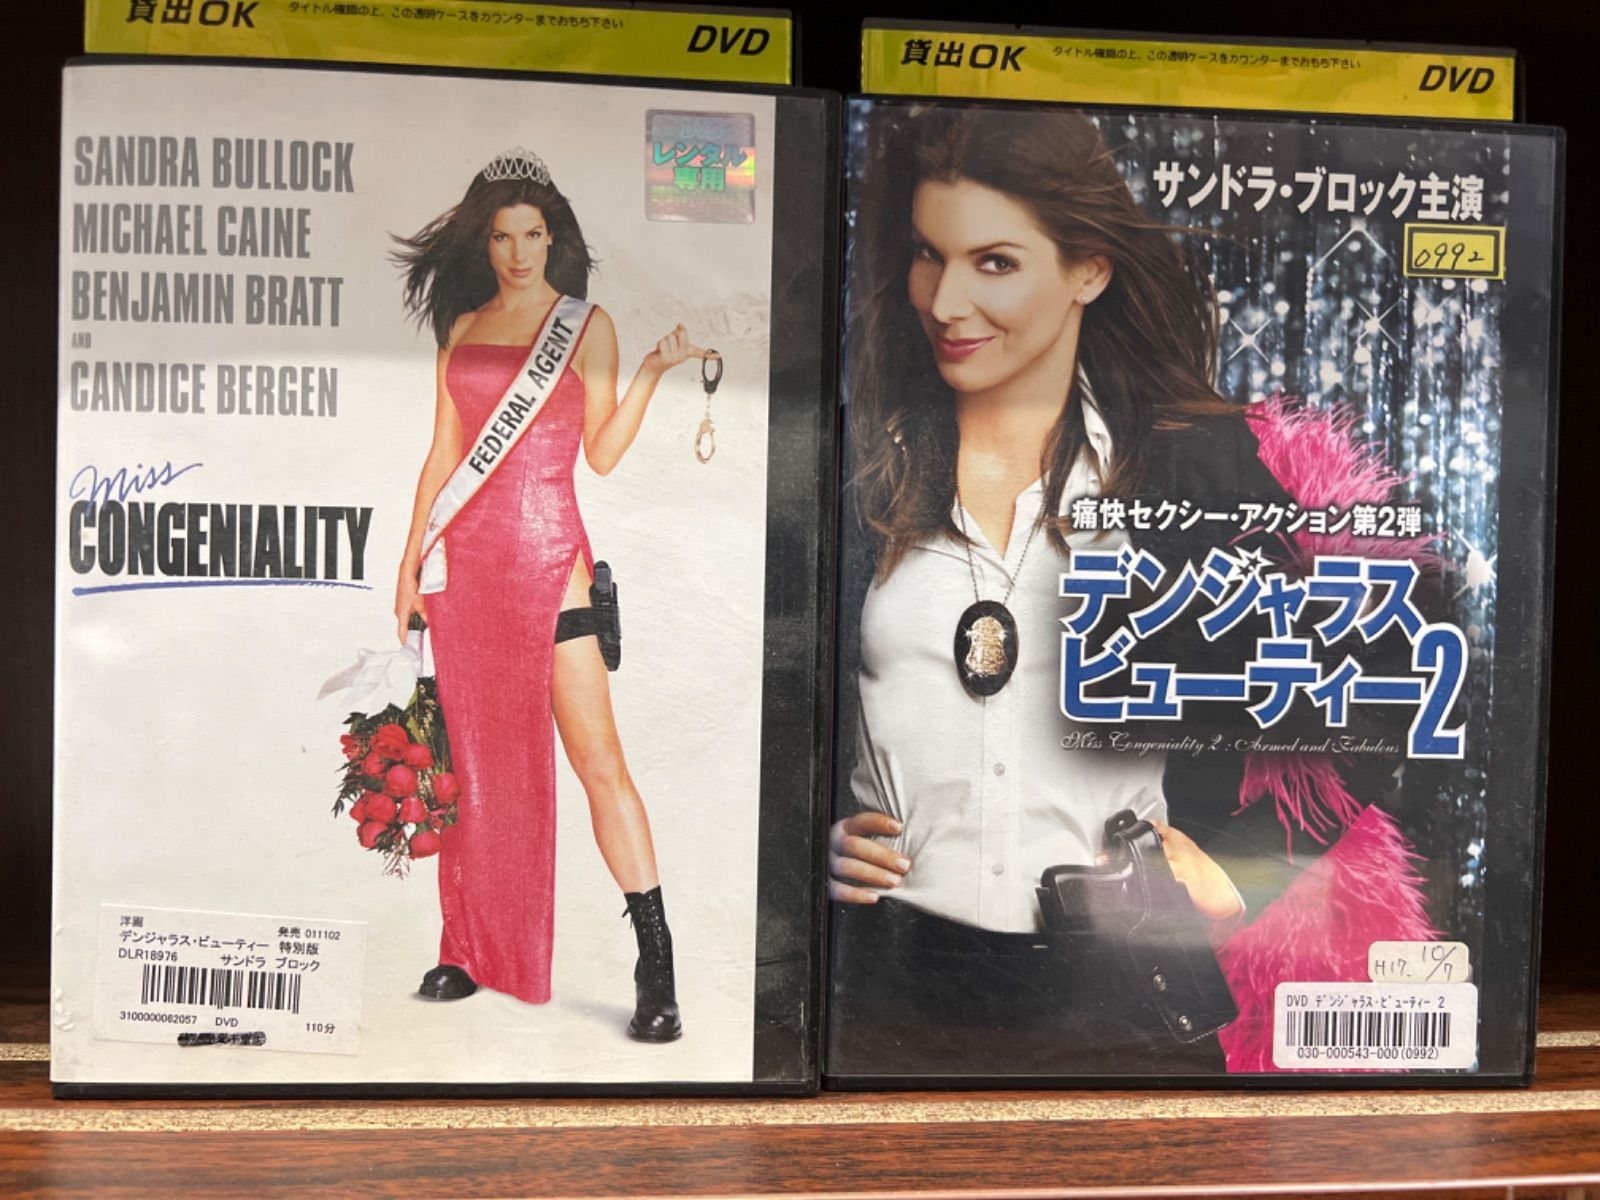 貸出OK
タイトル確認の上、この透明ケースをカウンターまでおもち下さい
DVD
SANDRA BULLOCK
MICHAEL CAINE
BENJAMIN BRATT
AND
CANDICE BERGEN
Miss
CONGENIALITY
FEDERAL AGENT
DVD
レンタル
専用
洋画
発売 011102
デンジャラス・ビューティー 特別版
DLR18976 サンドラ ブロック
3100000062057 DVD 110分
貸出OK
タイトル確認の上、この透明ケースをカウンターまでおもち下さい
DVD
サンドラ・ブロック主演
0992
痛快セクシー・アクション第2弾
デンジャラス
ビューティー2
Miss Congeniality 2 : Armed and Fabulous
H17. 10/7
DVD デンジャラス・ビューティー 2
030-000543-000(0992)